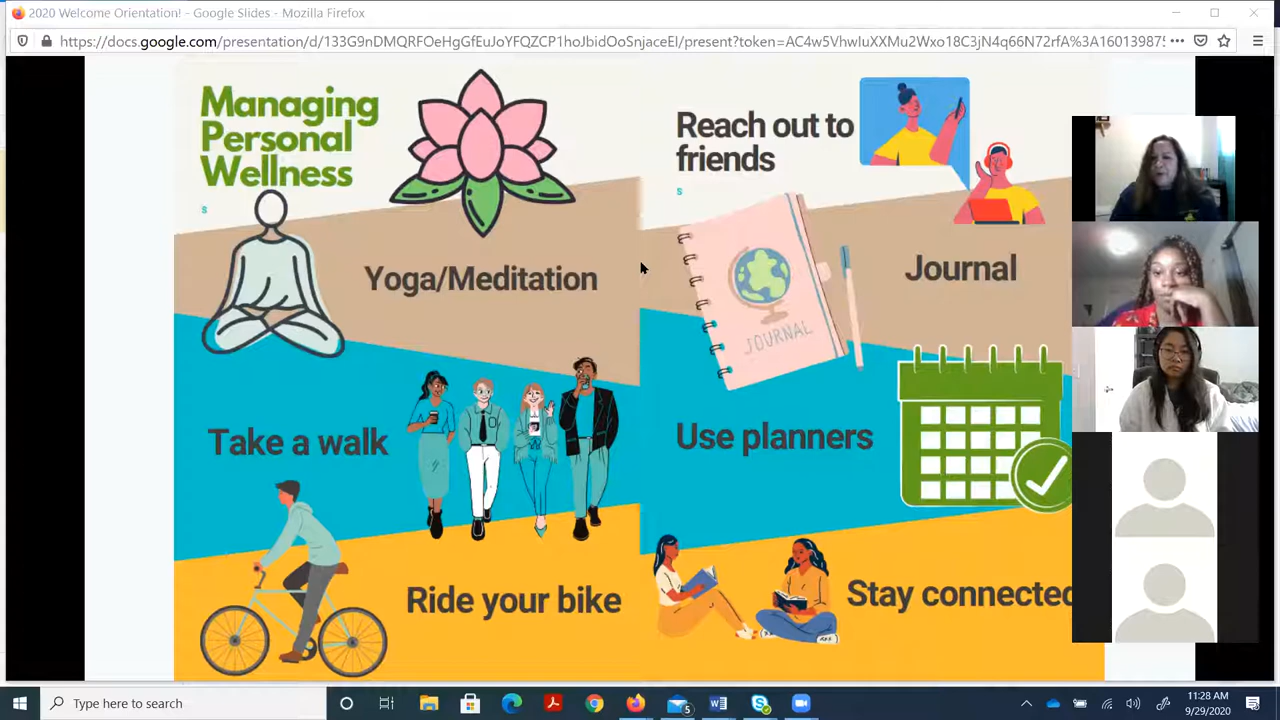 2020 Welcome Orientation! - Google Slides - Mozilla Firefox
https://docs.google.com/presentation/d/133G9nDMQRFOeHgGfEuJoYFQZCP1hoJbidOoSnjaceEI/present?token=AC4w5VhwIuXXMu2Wxo18C3jN4q66N72rfA%3A160139875
Managing
Personal
Wellness
s
Yoga/Meditation
Take a walk
Ride your bike
Reach out to
friends
s
Journal
JOURNAL
Use planners
Stay connected
Type here to search
5
11:28 AM
9/29/2020